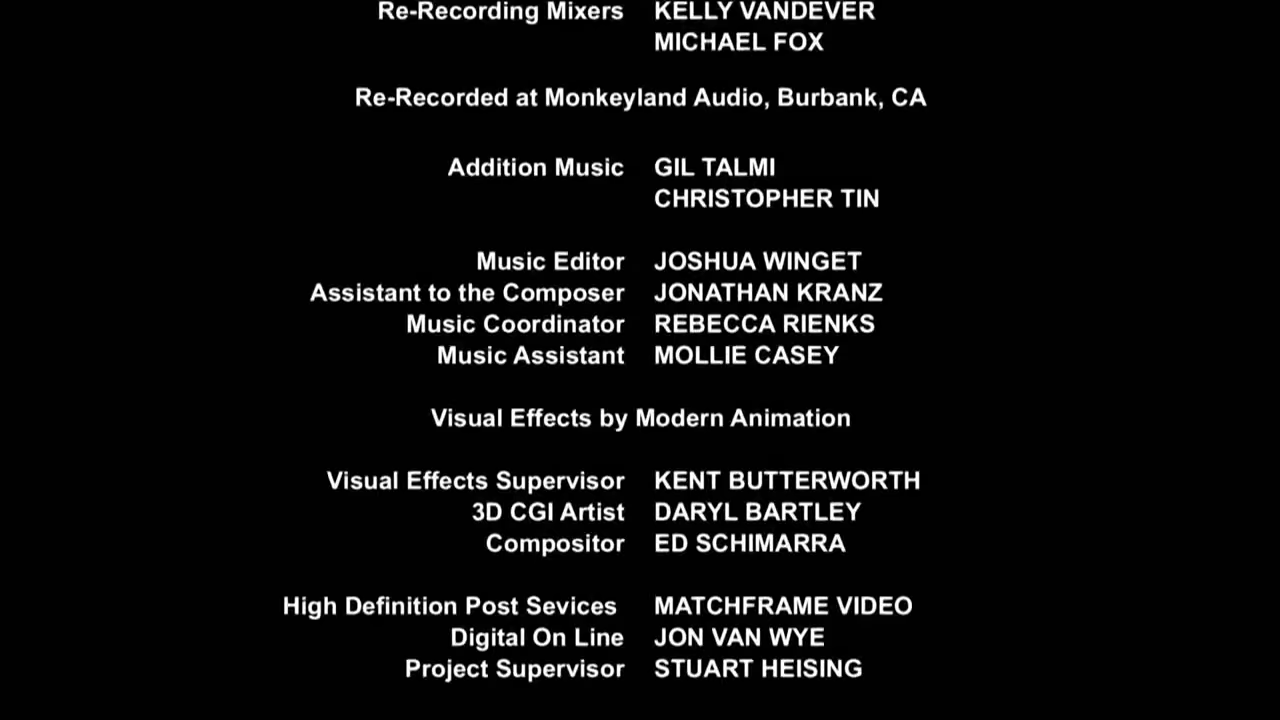 Re-Recording Mixers KELLY VANDEVER
MICHAEL FOX
Re-Recorded at Monkeyland Audio, Burbank, CA
Addition Music GIL TALMI
CHRISTOPHER TIN
Music Editor JOSHUA WINGET
Assistant to the Composer JONATHAN KRANZ
Music Coordinator REBECCA RIENKS
Music Assistant MOLLIE CASEY
Visual Effects by Modern Animation
Visual Effects Supervisor KENT BUTTERWORTH
3D CGI Artist DARYL BARTLEY
Compositor ED SCHIMARRA
High Definition Post Sevices MATCHFRAME VIDEO
Digital On Line JON VAN WYE
Project Supervisor STUART HEISING